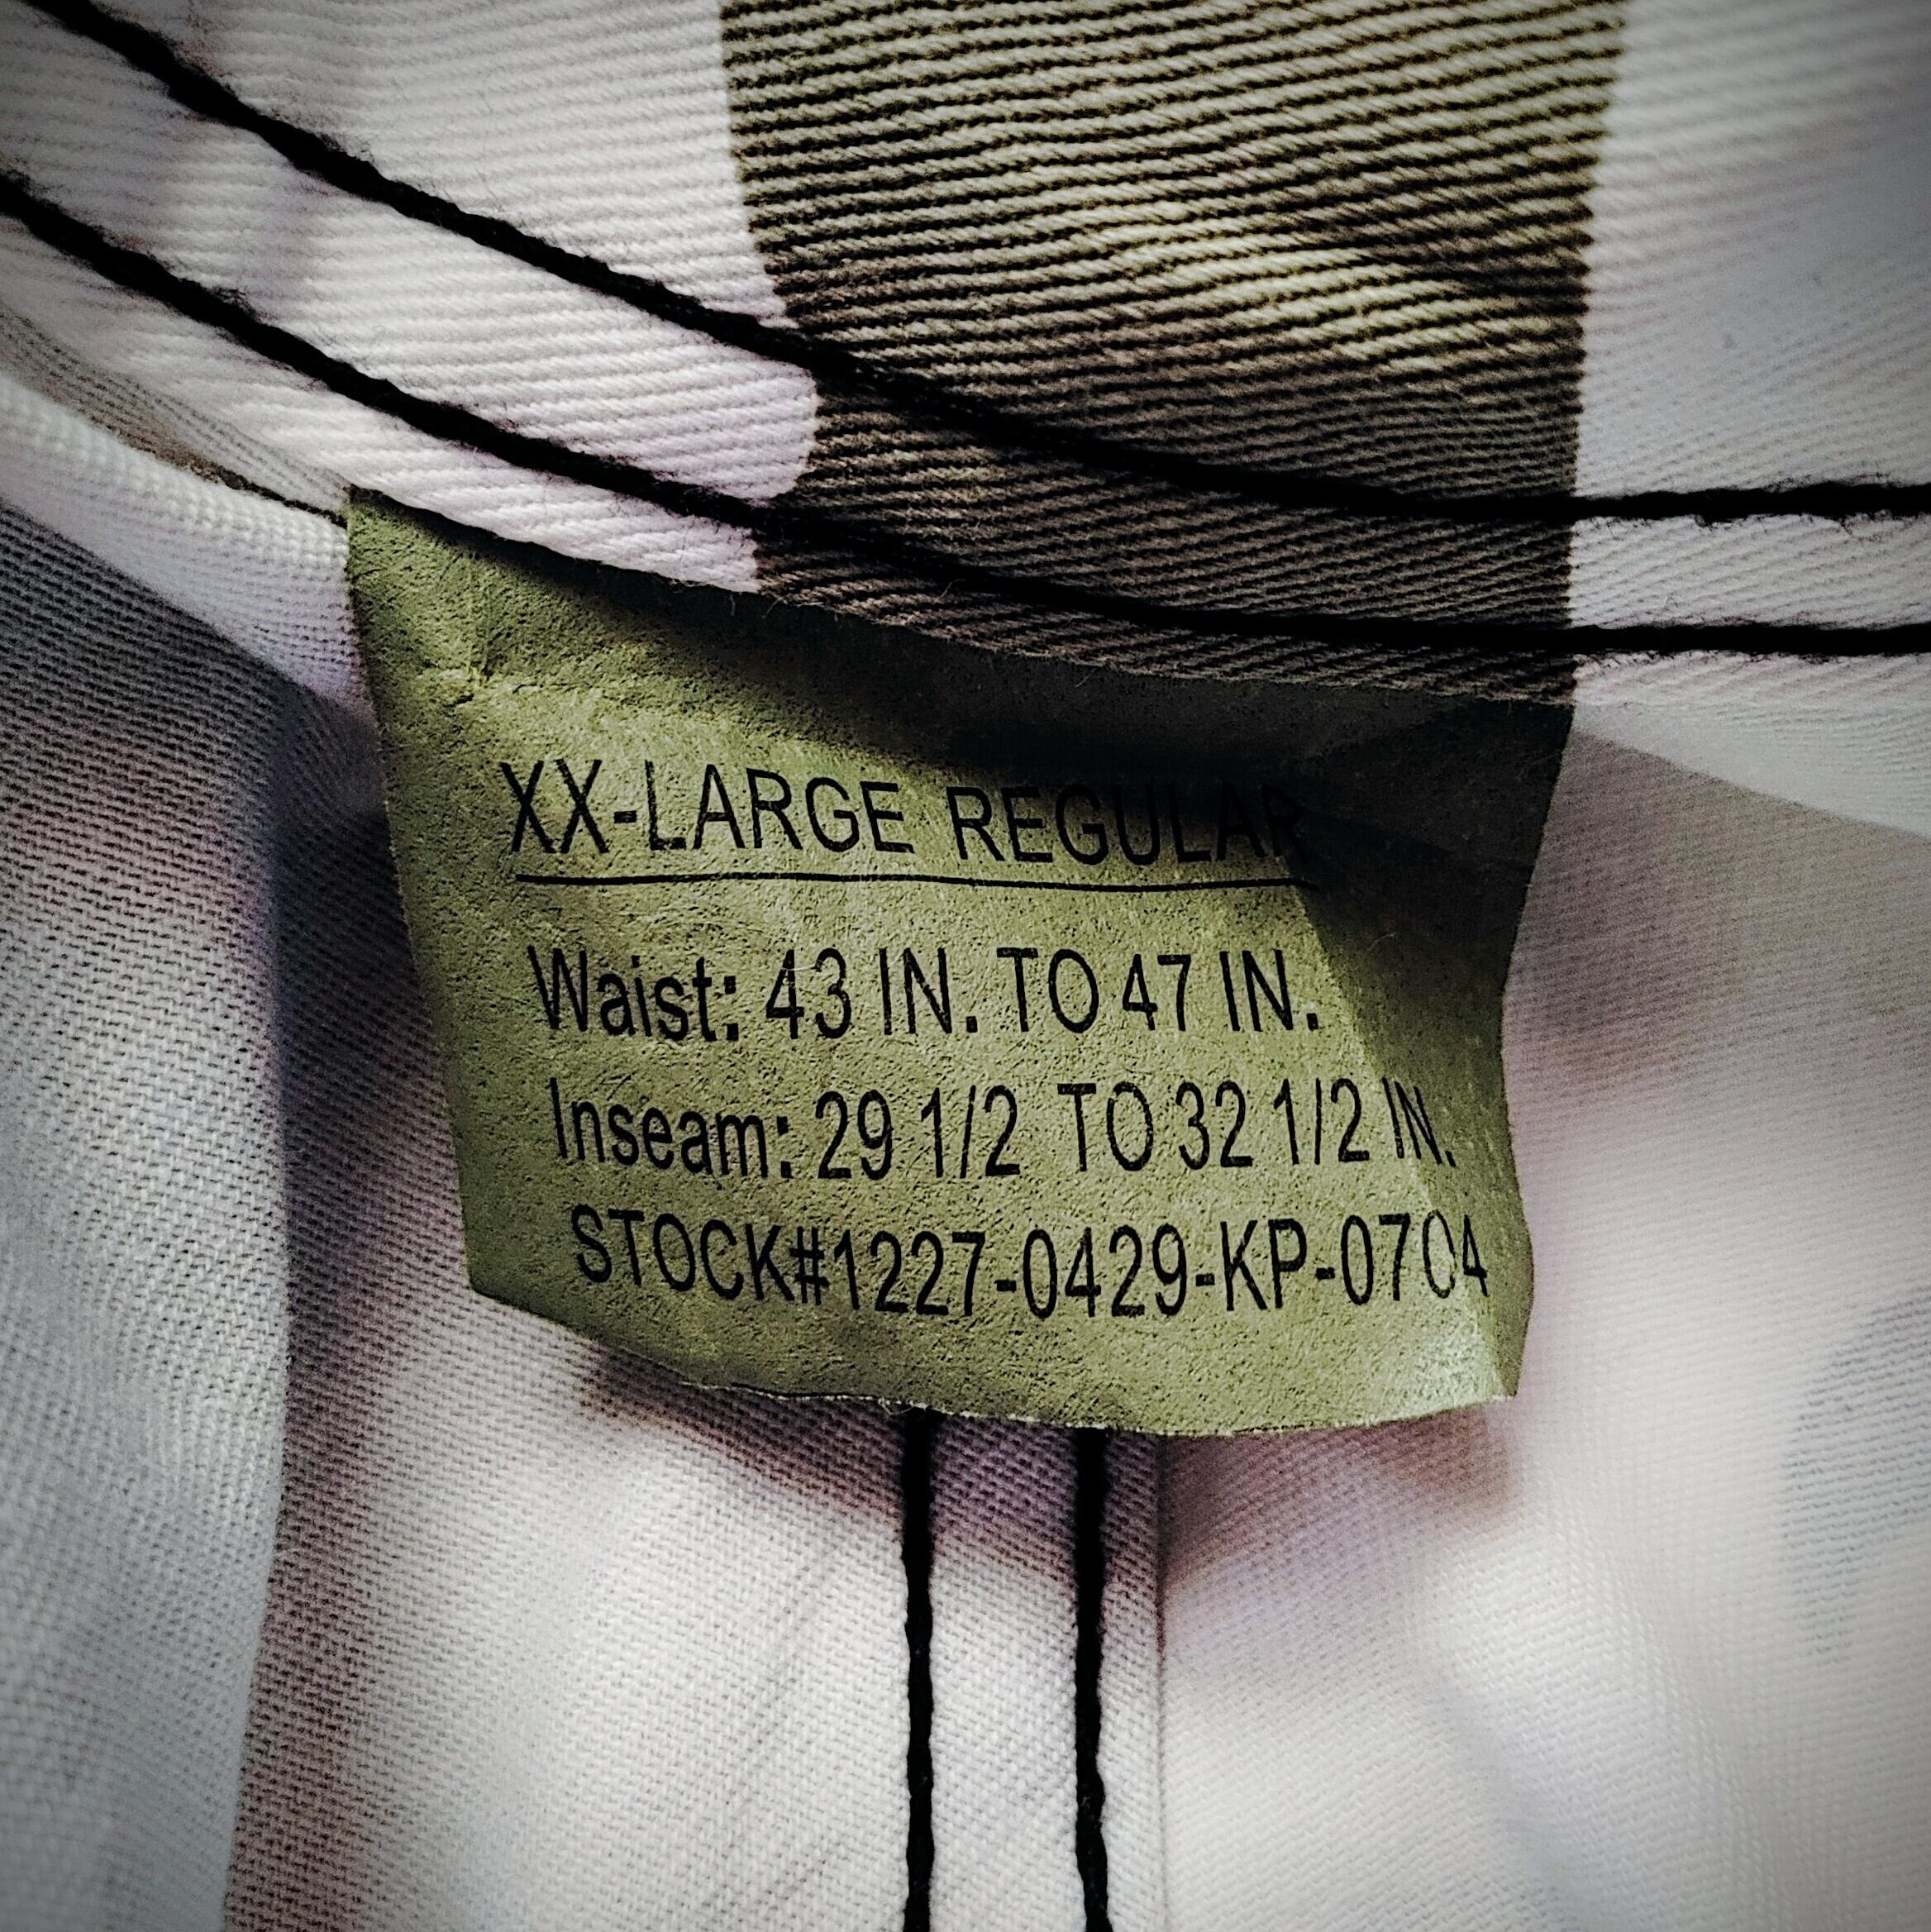 XX-LARGE REGULAR
Waist: 43 IN. TO 47 IN.
Inseam: 29 1/2 TO 32 1/2 IN.
STOCK#1227-0429-KP-0704